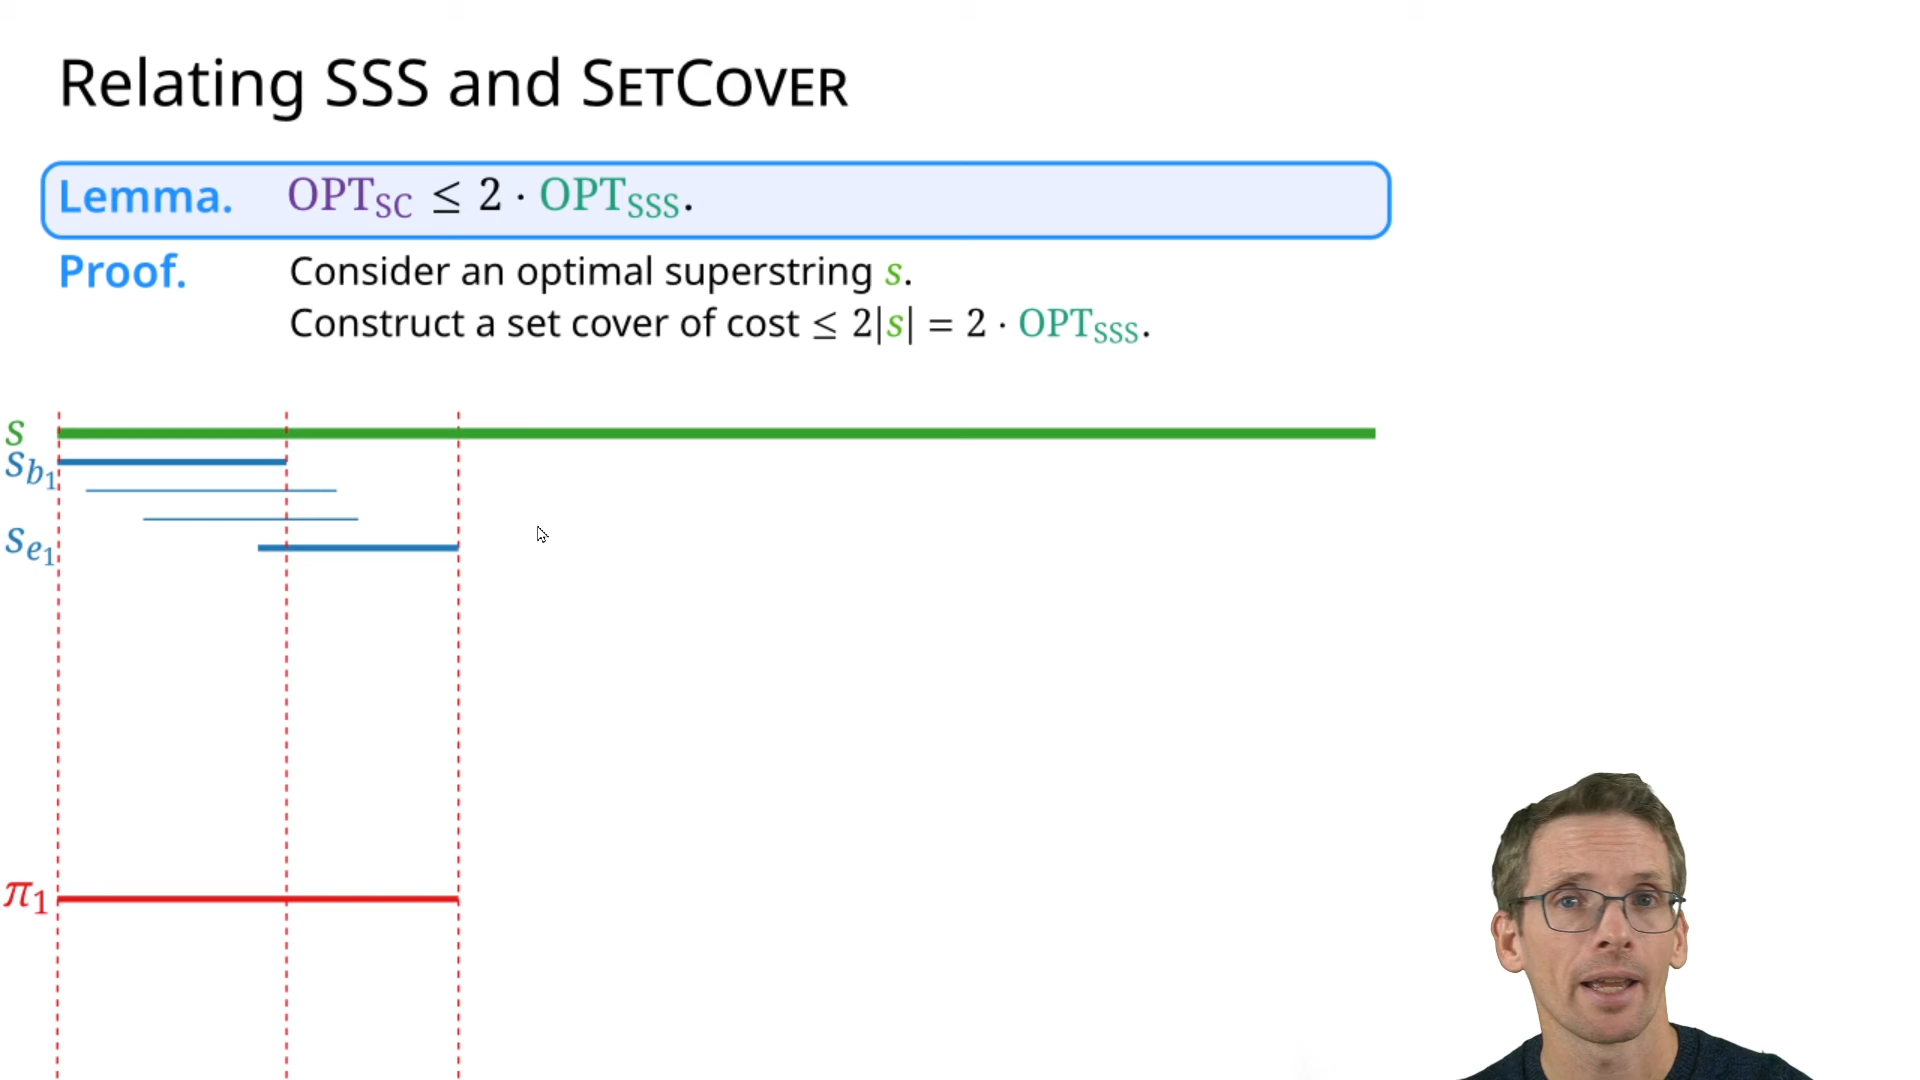 Relating SSS and SETCOVER
Lemma. OPT_SC ≤ 2 · OPT_SSS.
Proof. Consider an optimal superstring s.
Construct a set cover of cost ≤ 2|s| = 2 · OPT_SSS.
s
s_b₁
s_e₁
π₁